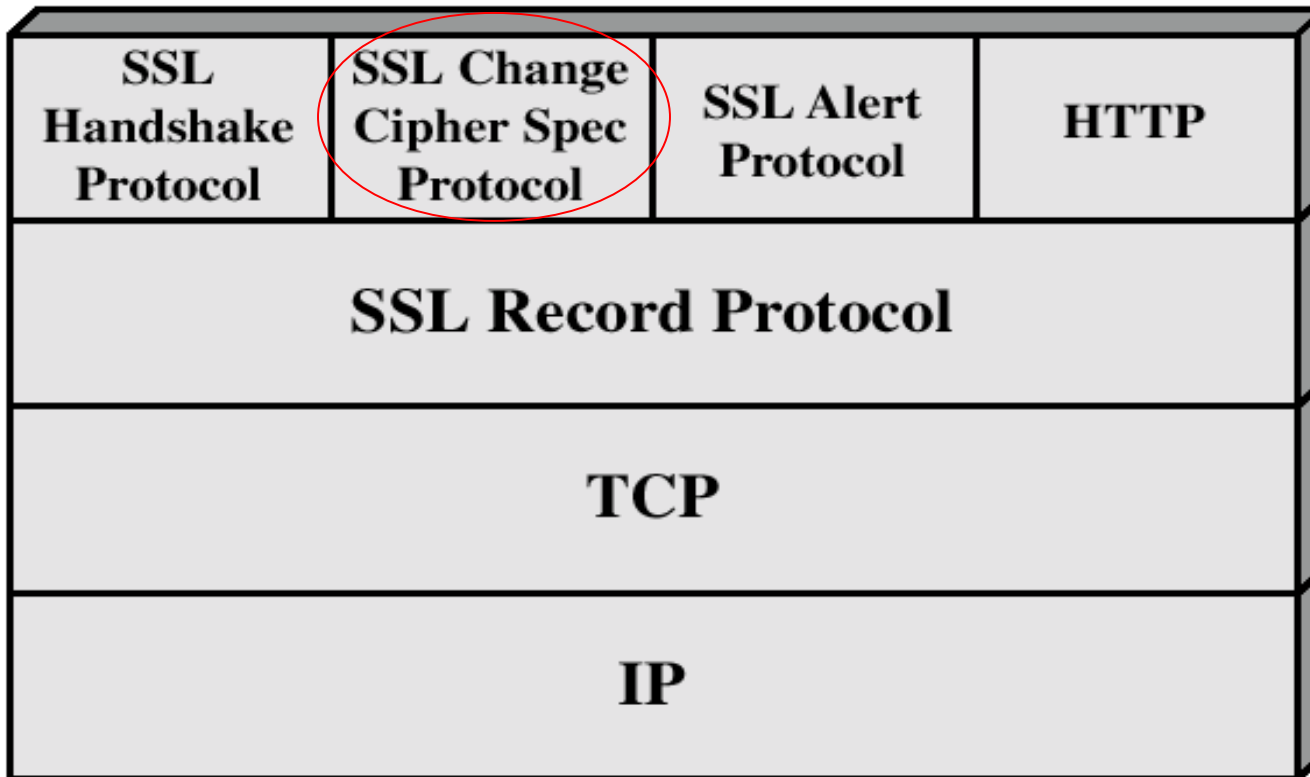 SSL
Handshake
Protocol
SSL Change
Cipher Spec
Protocol
SSL Alert
Protocol
HTTP
SSL Record Protocol
TCP
IP